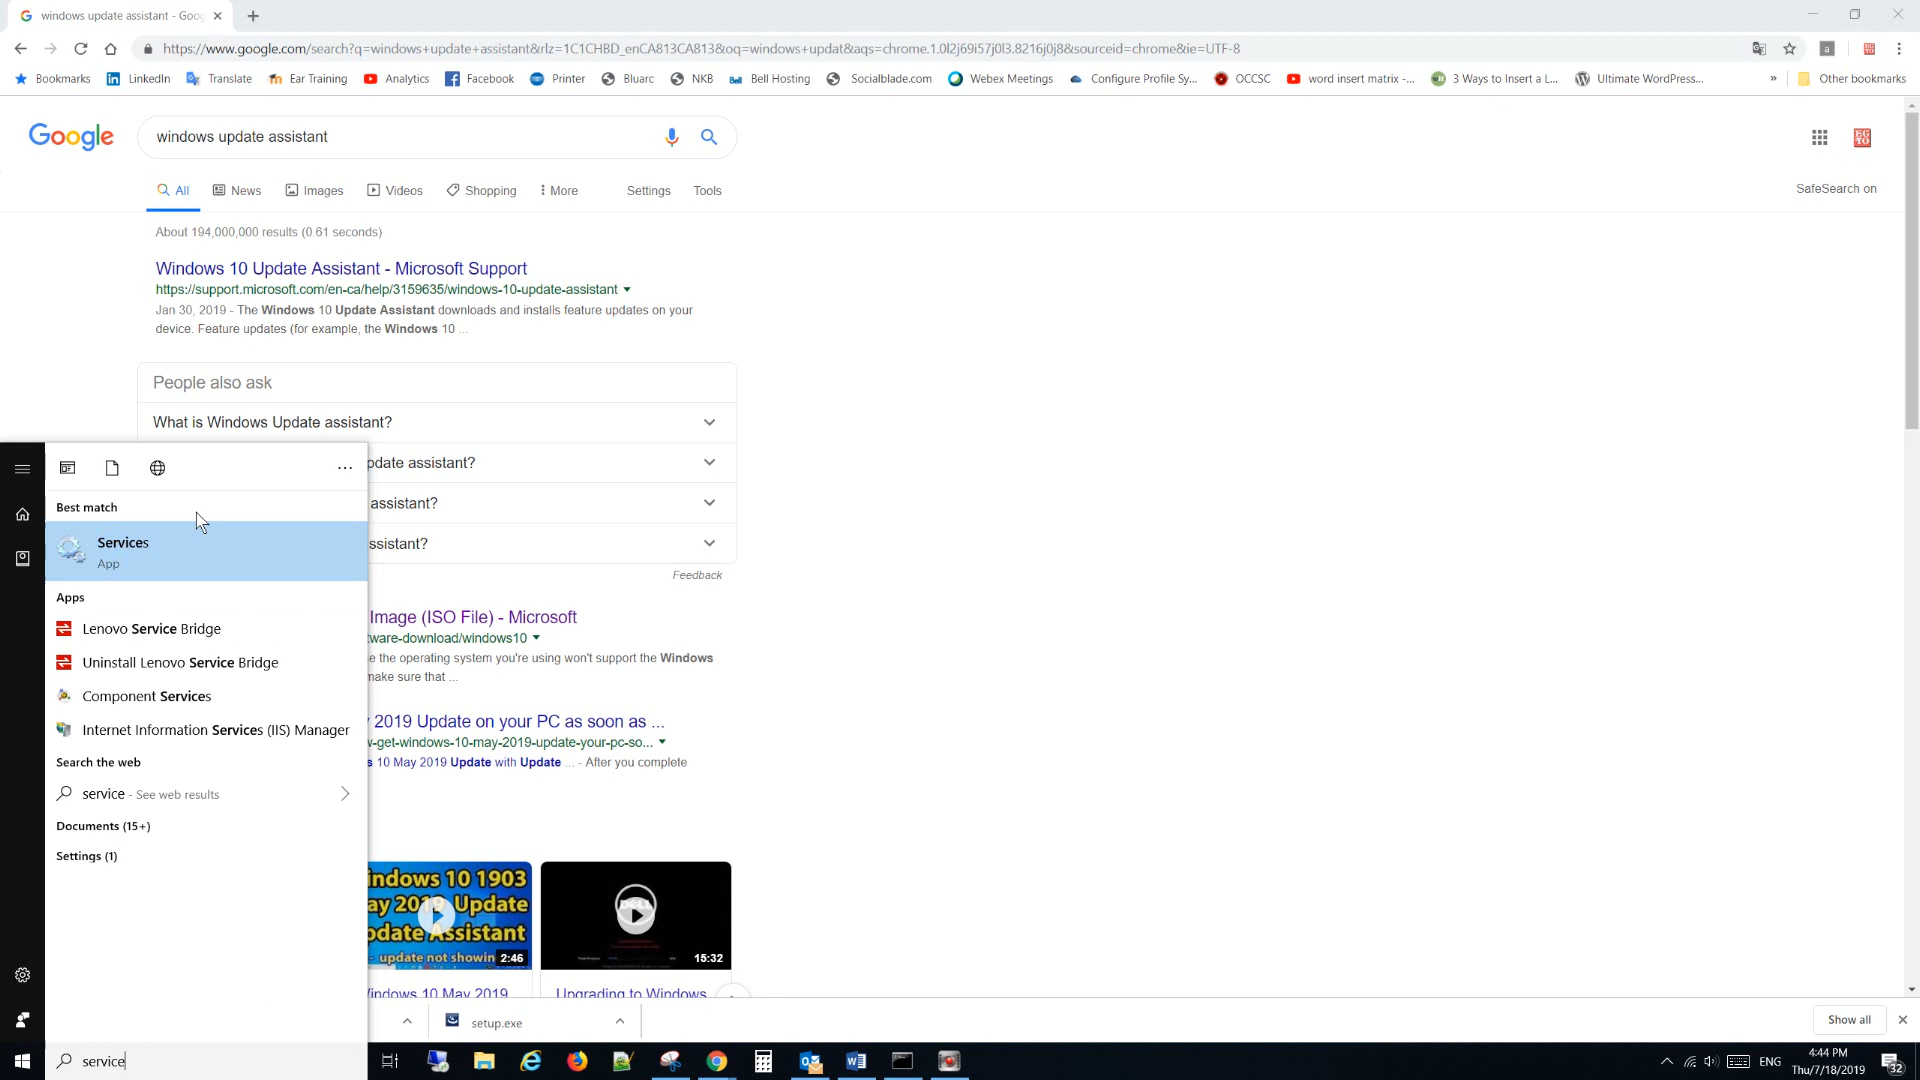 windows update assistant - Goo
https://www.google.com/search?q=windows+update+assistant&rlz=1C1CHBD_enCA813CA813&oq=windows+updat&aqs=chrome.1.0l2j69i57j0l3.8216j0j8&sourceid=chrome&ie=UTF-8
Bookmarks LinkedIn Translate Ear Training Analytics Facebook Printer Bluarc NKB Bell Hosting Socialblade.com Webex Meetings Configure Profile Sy... OCCSC word insert matrix -... 3 Ways to Insert a L... Ultimate WordPress... » Other bookmarks
Google windows update assistant
All News Images Videos Shopping More Settings Tools SafeSearch on
About 194,000,000 results (0.61 seconds)
Windows 10 Update Assistant - Microsoft Support
https://support.microsoft.com/en-ca/help/3159635/windows-10-update-assistant
Jan 30, 2019 - The Windows 10 Update Assistant downloads and installs feature updates on your
device. Feature updates (for example, the Windows 10 ...
People also ask
What is Windows Update assistant?
pdate assistant?
assistant?
ssistant?
Feedback
Image (ISO File) - Microsoft
tware-download/windows10
e the operating system you're using won't support the Windows
make sure that ...
2019 Update on your PC as soon as ...
w-get-windows-10-may-2019-update-your-pc-so...
s 10 May 2019 Update with Update ... - After you complete
indows 10 1903
ay 2019 Update
pdate Assistant
- update not showin 2:46
15:32
Windows 10 May 2019
Upgrading to Windows
Best match
Services
App
Apps
Lenovo Service Bridge
Uninstall Lenovo Service Bridge
Component Services
Internet Information Services (IIS) Manager
Search the web
service - See web results
Documents (15+)
Settings (1)
setup.exe
Show all
service
ENG
4:44 PM
Thu/7/18/2019
32